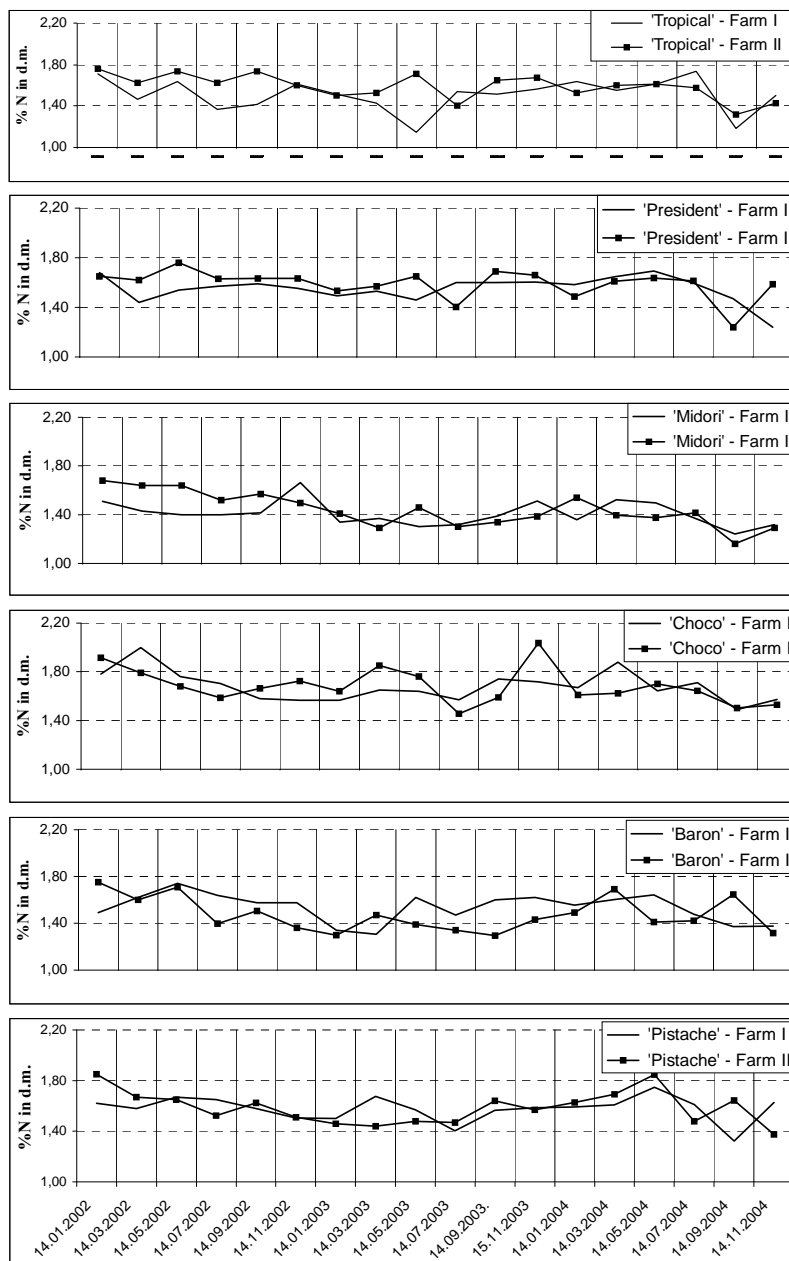 2,20
1,80
1,40
1,00
% N in d.m.
'Tropical' - Farm I
'Tropical' - Farm II
2,20
1,80
1,40
1,00
% N in d.m.
'President' - Farm I
'President' - Farm I
2,20
1,80
1,40
1,00
%N in d.m.
'Midori' - Farm I
'Midori' - Farm I
2,20
1,80
1,40
1,00
%N in d.m.
'Choco' - Farm I
'Choco' - Farm I
2,20
1,80
1,40
1,00
%N in d.m.
'Baron' - Farm I
'Baron' - Farm I
2,20
1,80
1,40
1,00
%N in d.m.
'Pistache' - Farm I
'Pistache' - Farm II
14.01.2002
14.03.2002
14.05.2002
14.07.2002
14.09.2002
14.11.2002
14.01.2003
14.03.2003
14.05.2003
14.07.2003
14.09.2003.
15.11.2003
14.01.2004
14.03.2004
14.05.2004
14.07.2004
14.09.2004
14.11.2004